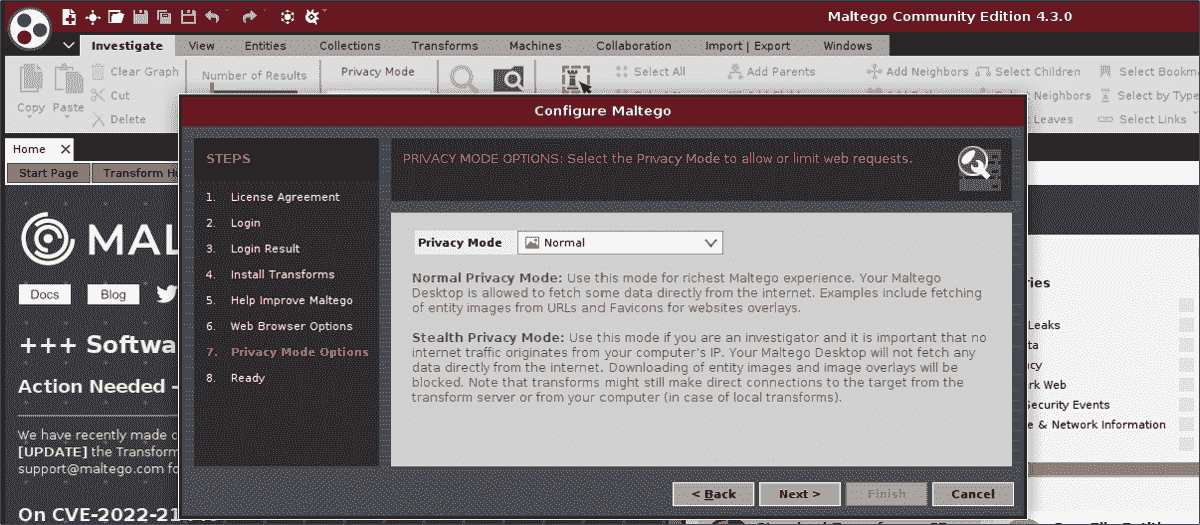 Maltego Community Edition 4.3.0
Investigate View Entities Collections Transforms Machines Collaboration Import | Export Windows
Clear Graph
Number of Results
Privacy Mode
Select All
Add Parents
Add Neighbors
Select Children
Select Bookm
Copy
Paste
Cut
Delete
Neighbors
Select by Type
Leaves
Select Links
Home
Start Page
Transform H
MAL
Docs
Blog
+++ Softwa
Action Needed -
We have recently made c
[UPDATE] the Transform
support@maltego.com fo
On CVE-2022-21
Configure Maltego
STEPS
1. License Agreement
2. Login
3. Login Result
4. Install Transforms
5. Help Improve Maltego
6. Web Browser Options
7. Privacy Mode Options
8. Ready
PRIVACY MODE OPTIONS: Select the Privacy Mode to allow or limit web requests.
Privacy Mode
Normal
Normal Privacy Mode: Use this mode for richest Maltego experience. Your Maltego
Desktop is allowed to fetch some data directly from the internet. Examples include fetching
of entity images from URLs and Favicons for websites overlays.
Stealth Privacy Mode: Use this mode if you are an investigator and it is important that no
internet traffic originates from your computer's IP. Your Maltego Desktop will not fetch any
data directly from the internet. Downloading of entity images and image overlays will be
blocked. Note that transforms might still make direct connections to the target from the
transform server or from your computer (in case of local transforms).
< Back
Next >
Finish
Cancel
ries
Leaks
ta
cy
rk Web
Security Events
e & Network Information